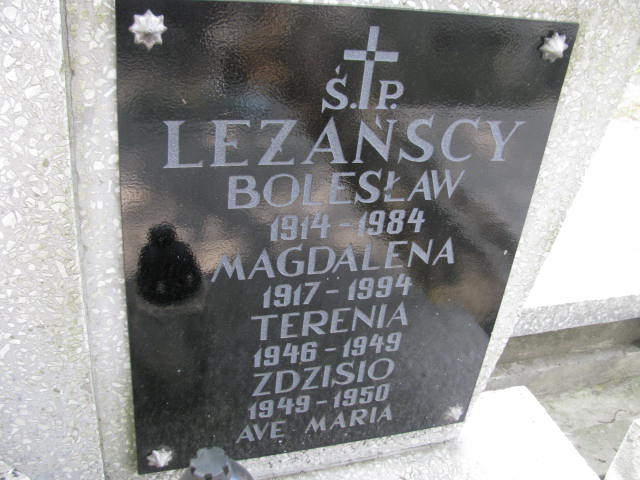 Ś.P.
LEZAŃSCY
BOLESŁAW
1914 - 1984
MAGDALENA
1917 - 1994
TERENIA
1946 - 1949
ZDZISIO
1949 - 1950
AVE MARIA